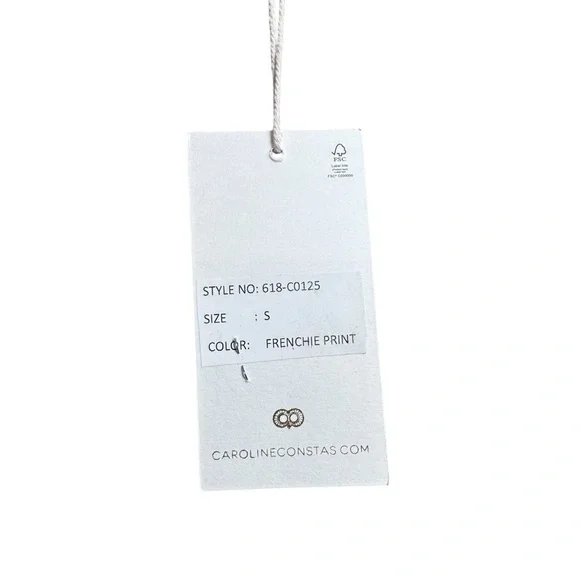 FSC
STYLE NO: 618-C0125
SIZE : S
COLOR: FRENCHIE PRINT
CAROLINECONSTAS.COM